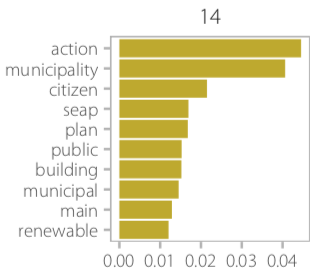 14
action
municipality
citizen
seap
plan
public
building
municipal
main
renewable
0.00 0.01 0.02 0.03 0.04